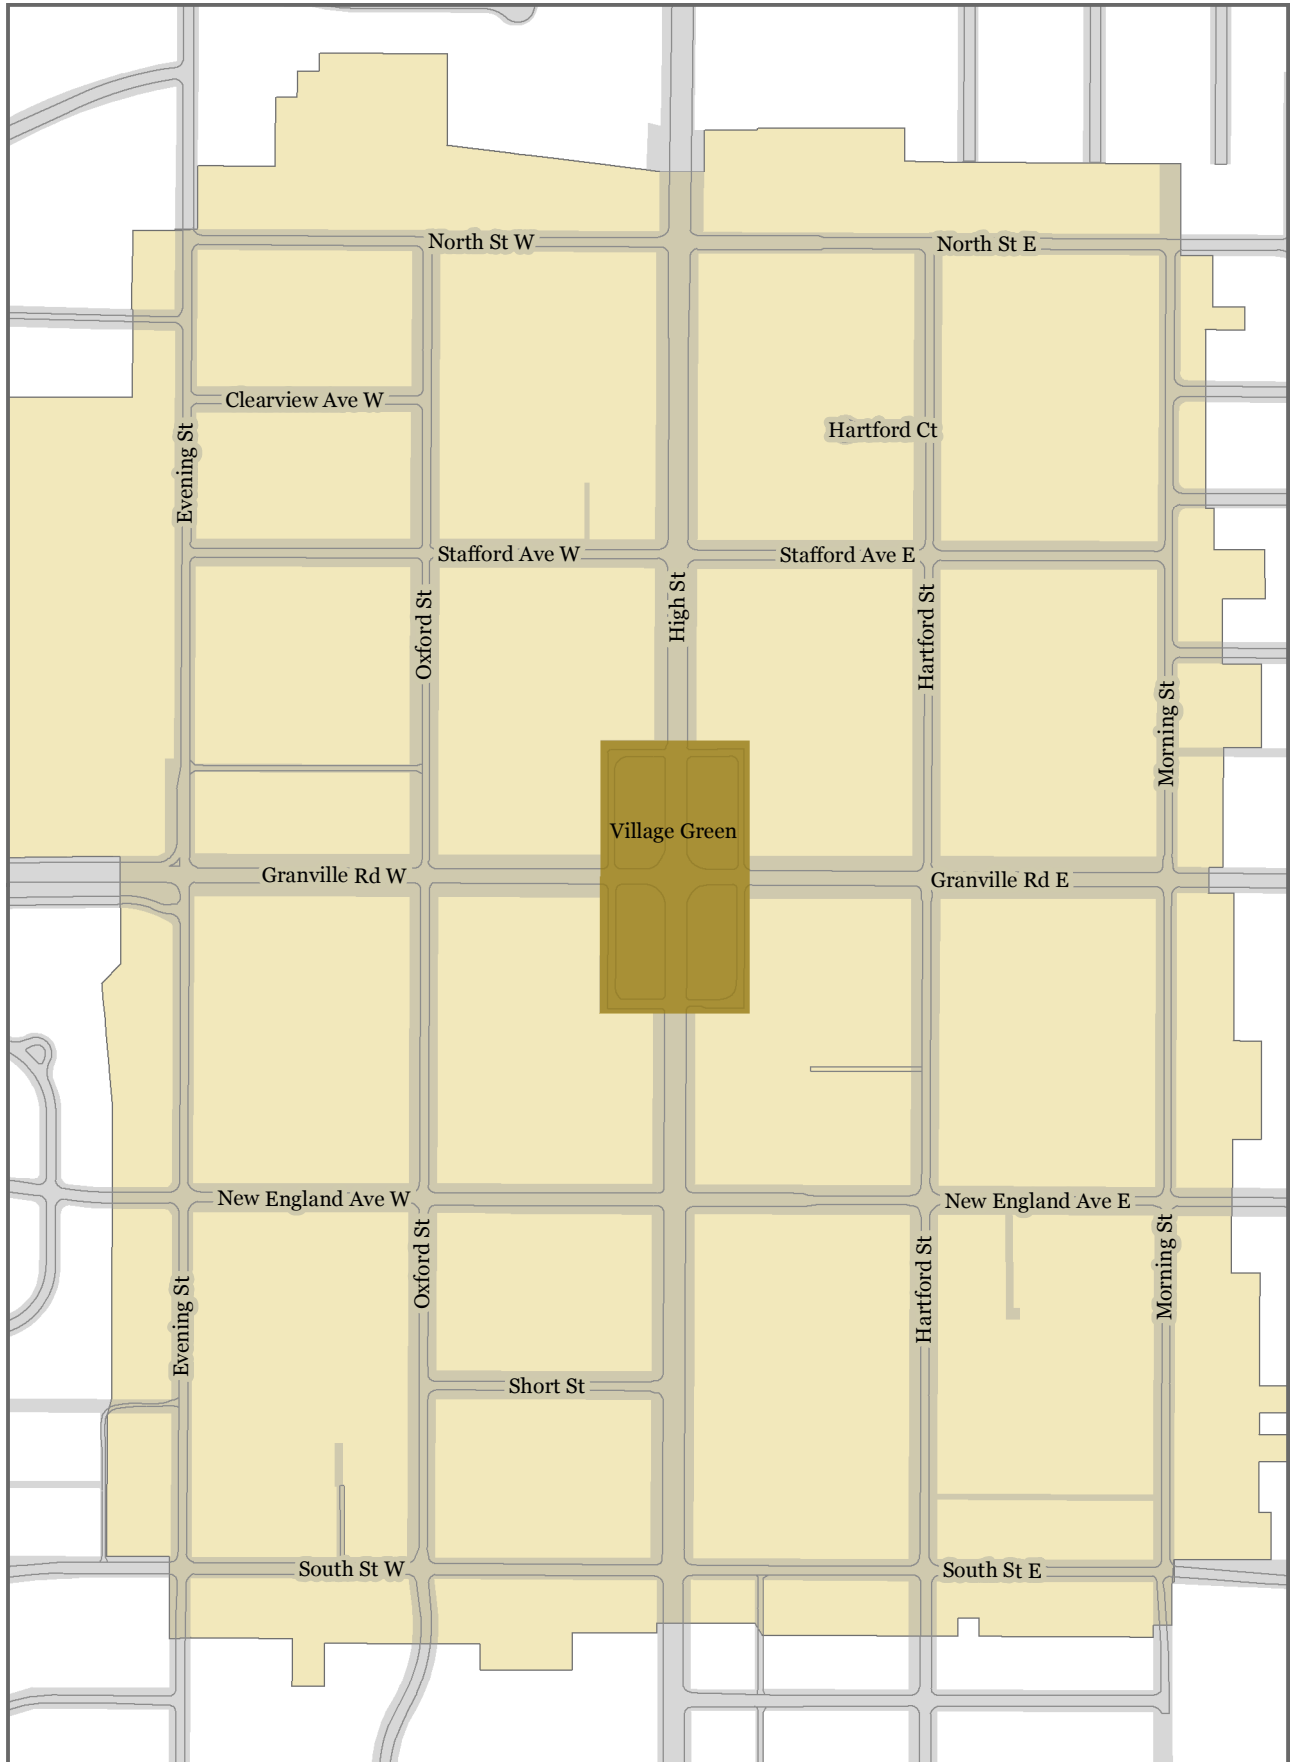 North St W
North St E
Clearview Ave W
Hartford Ct
Evening St
Stafford Ave W
Stafford Ave E
High St
Oxford St
Hartford St
Morning St
Village Green
Granville Rd W
Granville Rd E
New England Ave W
New England Ave E
Oxford St
Morning St
Hartford St
Evening St
Short St
South St W
South St E